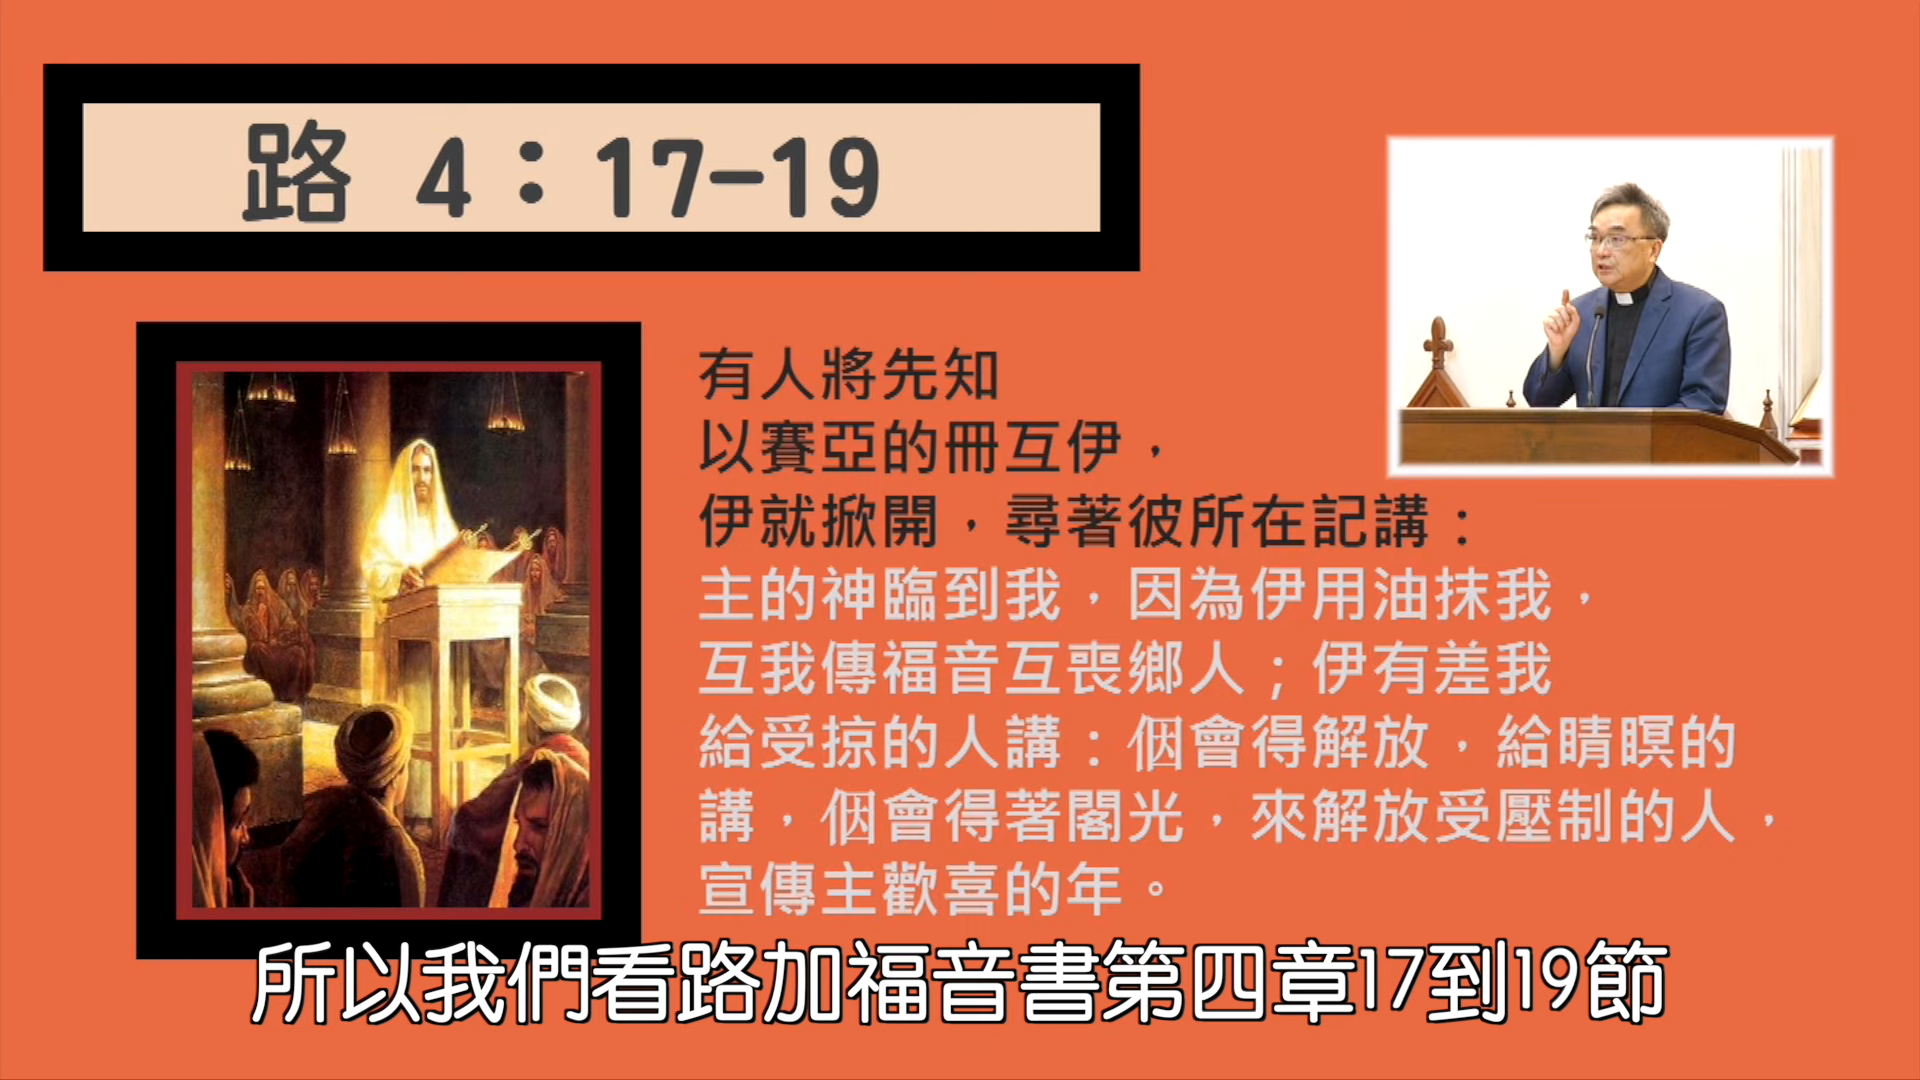 路 4：17-19
有人將先知
以賽亞的冊互伊，
伊就掀開，尋著彼所在記講：
主的神臨到我，因為伊用油抹我，
互我傳福音互喪鄉人；伊有差我
給受掠的人講：𪜶會得解放，給睛瞑的
講，𪜶會得著閣光，來解放受壓制的人，
宣傳主歡喜的年。
所以我們看路加福音書第四章17到19節